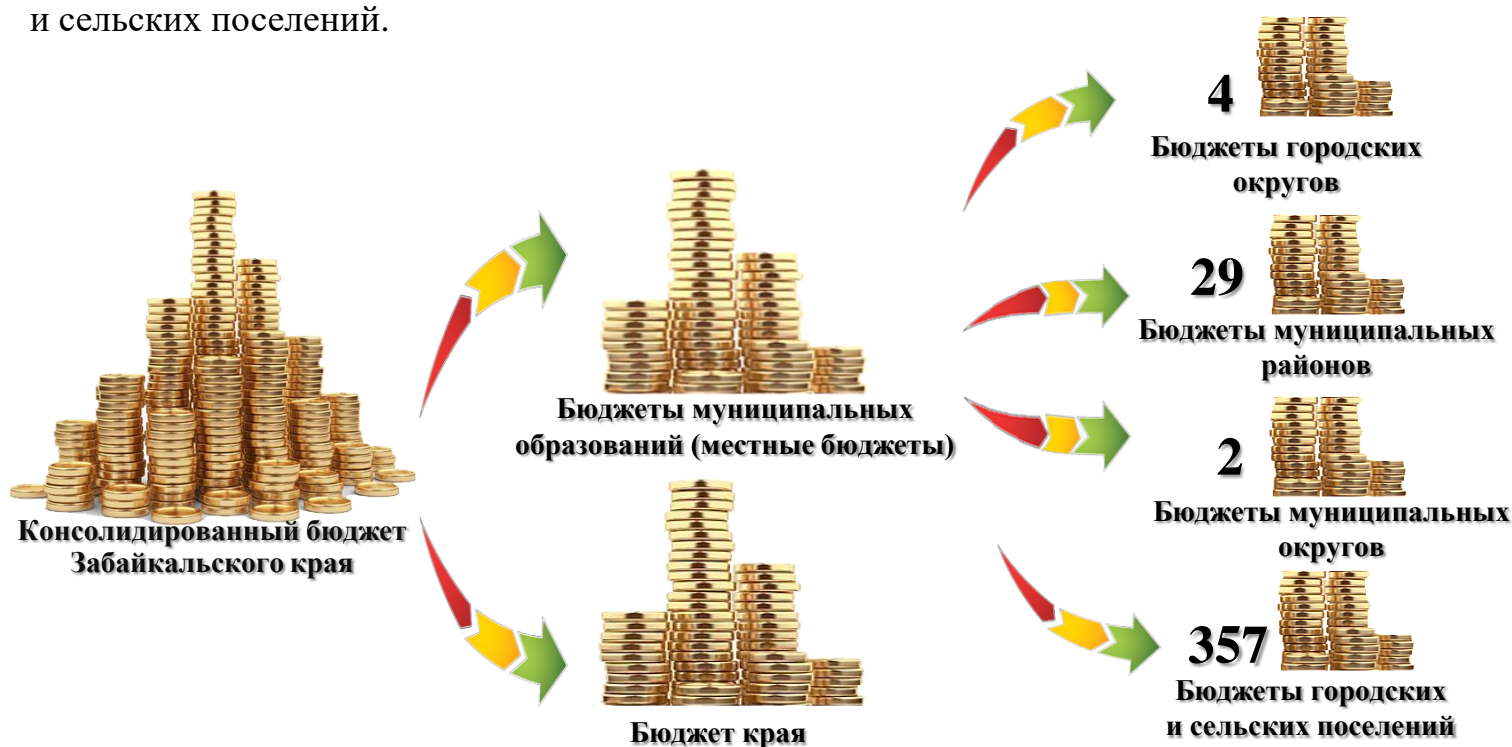 и сельских поселений.
Консолидированный бюджет
Забайкальского края
Бюджеты муниципальных
образований (местные бюджеты)
Бюджет края
4
Бюджеты городских
округов
29
Бюджеты муниципальных
районов
2
Бюджеты муниципальных
округов
357
Бюджеты городских
и сельских поселений